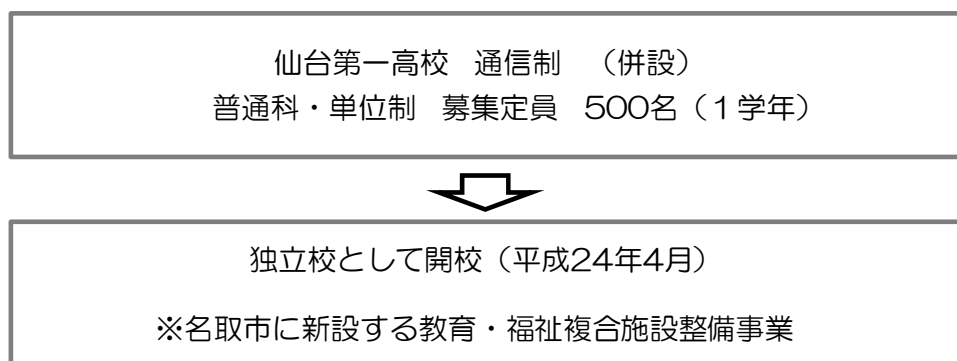 仙台第一高校　通信制　（併設）
普通科・単位制　募集定員　500名（１学年）
独立校として開校（平成24年4月）
※名取市に新設する教育・福祉複合施設整備事業